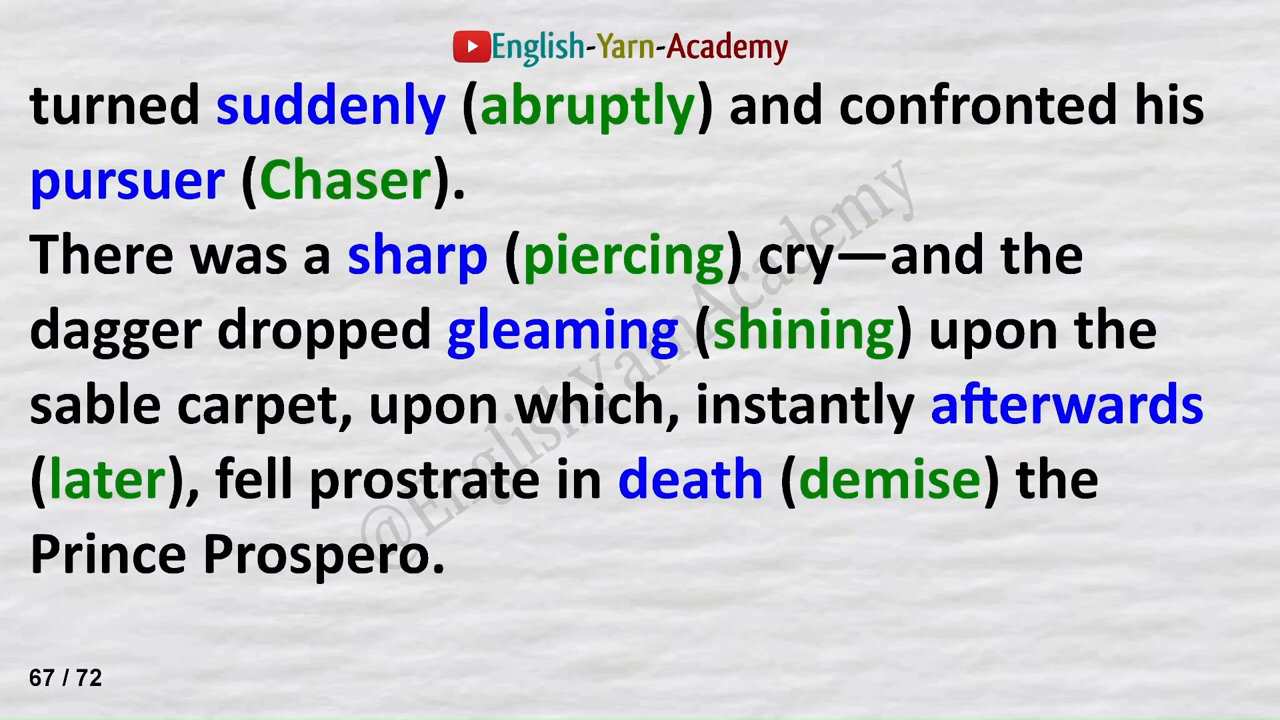 English-Yarn-Academy
turned suddenly (abruptly) and confronted his
pursuer (Chaser).
There was a sharp (piercing) cry—and the
dagger dropped gleaming (shining) upon the
sable carpet, upon which, instantly afterwards
(later), fell prostrate in death (demise) the
Prince Prospero.
@EnglishYarnAcademy
67 / 72